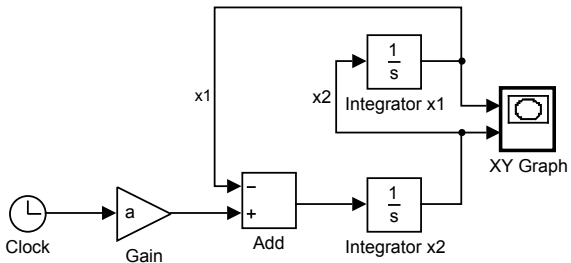 1
s
x1
x2
Integrator x1
XY Graph
a
−
+
1
s
Clock
Gain
Add
Integrator x2